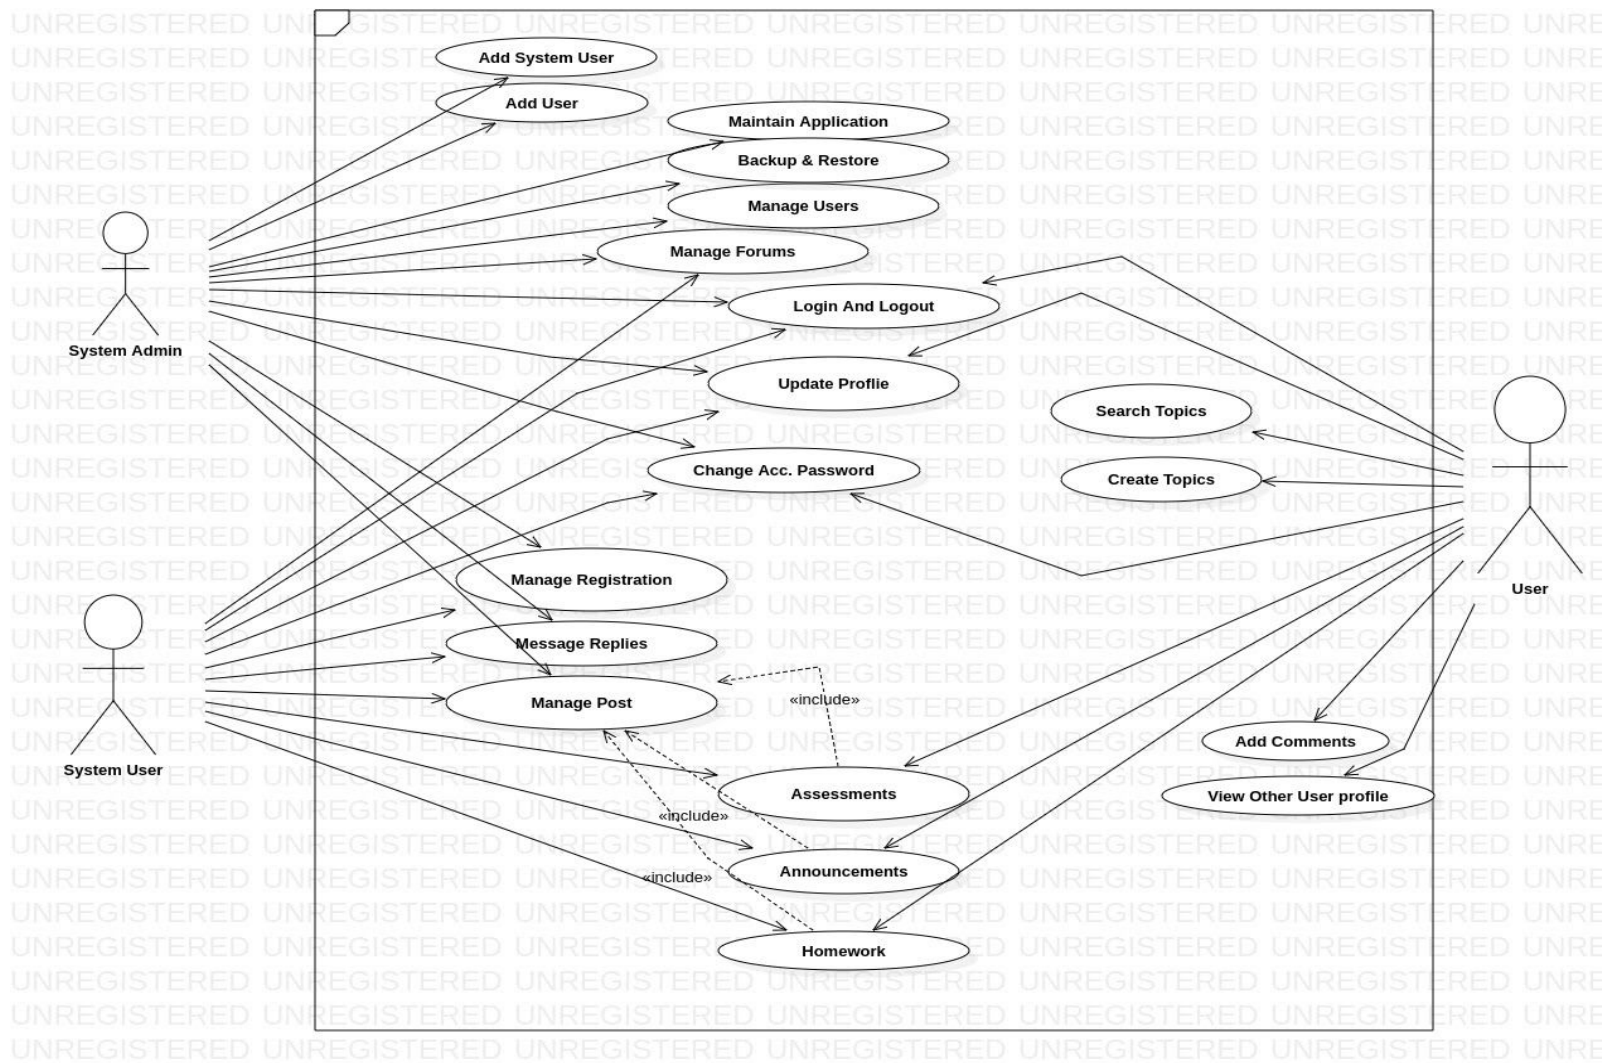 Add System User
Add User
Maintain Application
Backup & Restore
Manage Users
Manage Forums
Login And Logout
System Admin
Update Proflie
Search Topics
Change Acc. Password
Create Topics
Manage Registration
User
Message Replies
«include»
Manage Post
Add Comments
System User
Assessments
View Other User profile
«include»
Announcements
«include»
Homework
UNREGISTERED